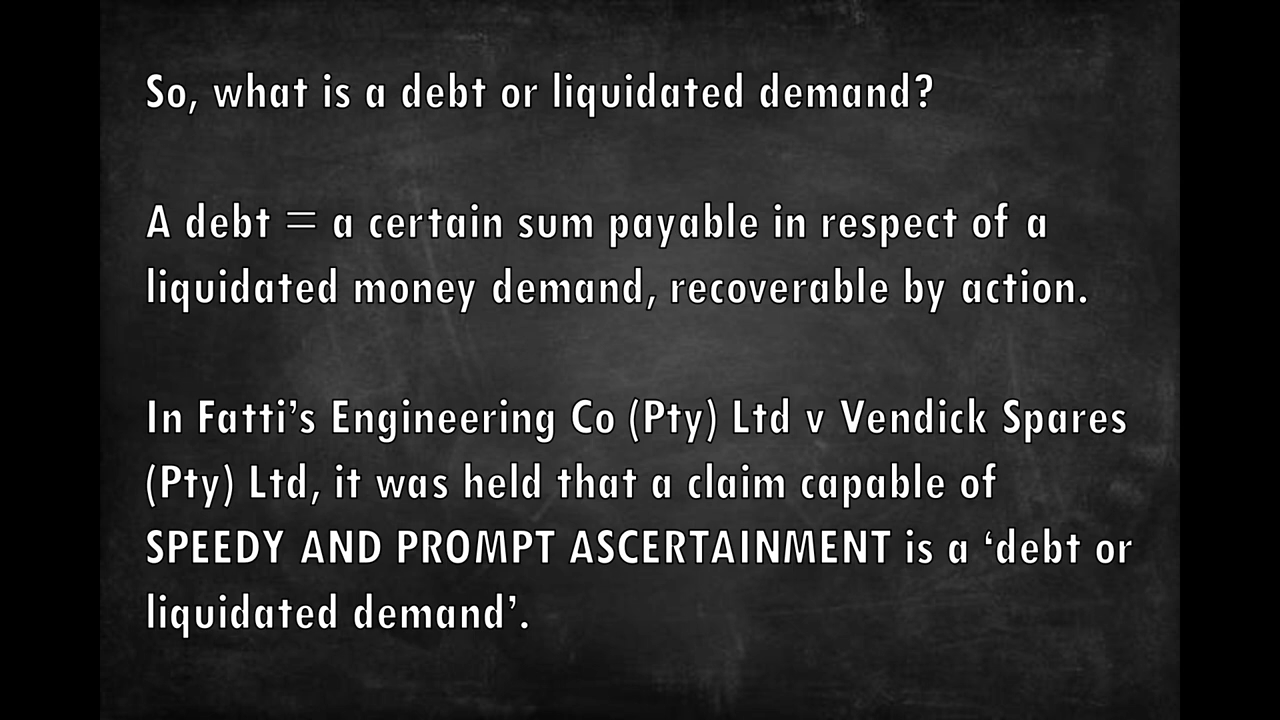 So, what is a debt or liquidated demand?
A debt = a certain sum payable in respect of a
liquidated money demand, recoverable by action.
In Fatti’s Engineering Co (Pty) Ltd v Vendick Spares
(Pty) Ltd, it was held that a claim capable of
SPEEDY AND PROMPT ASCERTAINMENT is a ‘debt or
liquidated demand’.